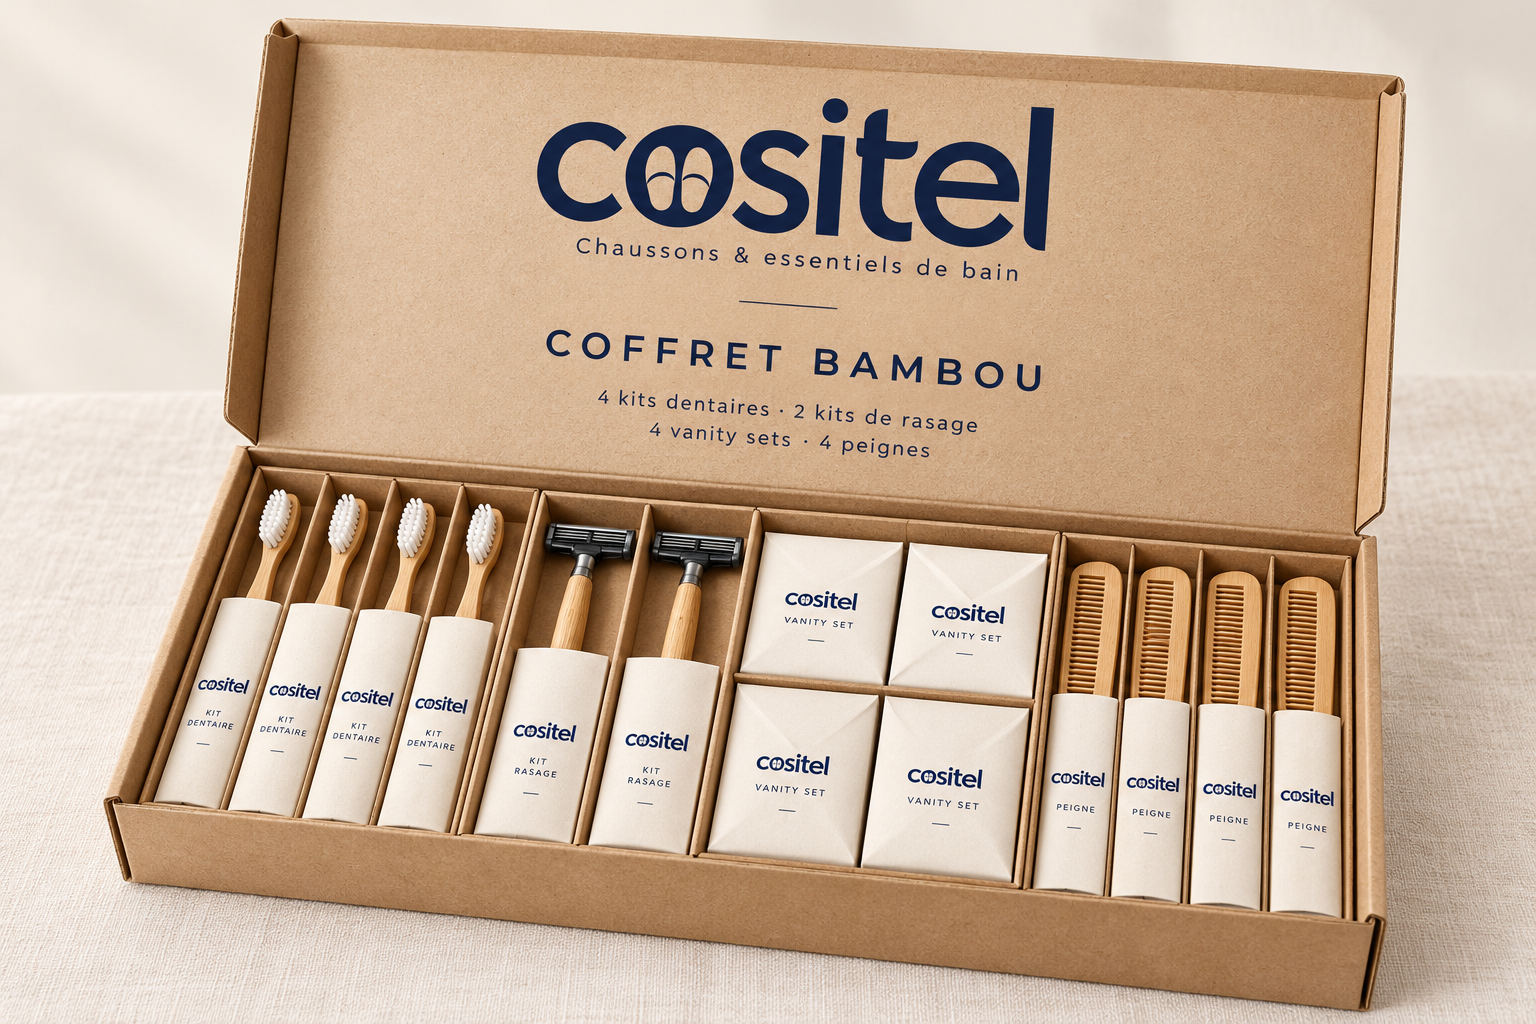 cositel
Chaussons & essentiels de bain
COFFRET BAMBOU
4 kits dentaires · 2 kits de rasage
4 vanity sets · 4 peignes
cositel
KIT
DENTAIRE
cositel
KIT
DENTAIRE
cositel
KIT
DENTAIRE
cositel
KIT
DENTAIRE
cositel
KIT
RASAGE
cositel
KIT
RASAGE
cositel
VANITY SET
cositel
VANITY SET
cositel
VANITY SET
cositel
VANITY SET
cositel
PEIGNE
cositel
PEIGNE
cositel
PEIGNE
cositel
PEIGNE